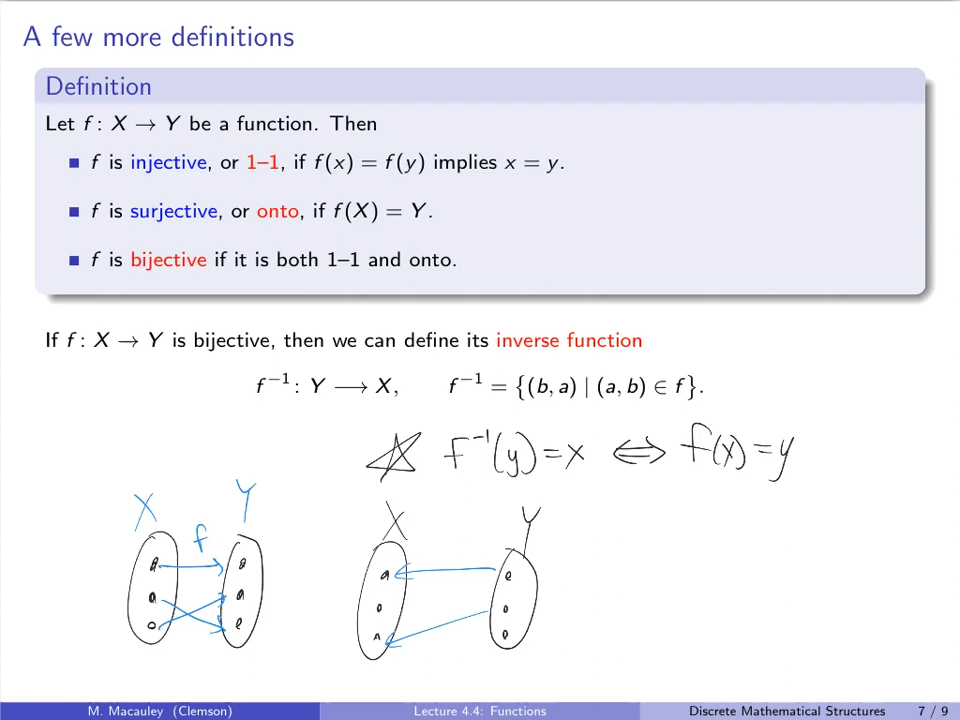 A few more definitions
Definition
Let f : X → Y be a function. Then
■ f is injective, or 1–1, if f(x) = f(y) implies x = y.
■ f is surjective, or onto, if f(X) = Y.
■ f is bijective if it is both 1–1 and onto.
If f : X → Y is bijective, then we can define its inverse function
f⁻¹ : Y ⟶ X, f⁻¹ = {(b, a) | (a, b) ∈ f}.
☆ f⁻¹(y) = x ⟺ f(x) = y
X f Y X Y
M. Macauley (Clemson) Lecture 4.4: Functions Discrete Mathematical Structures 7 / 9